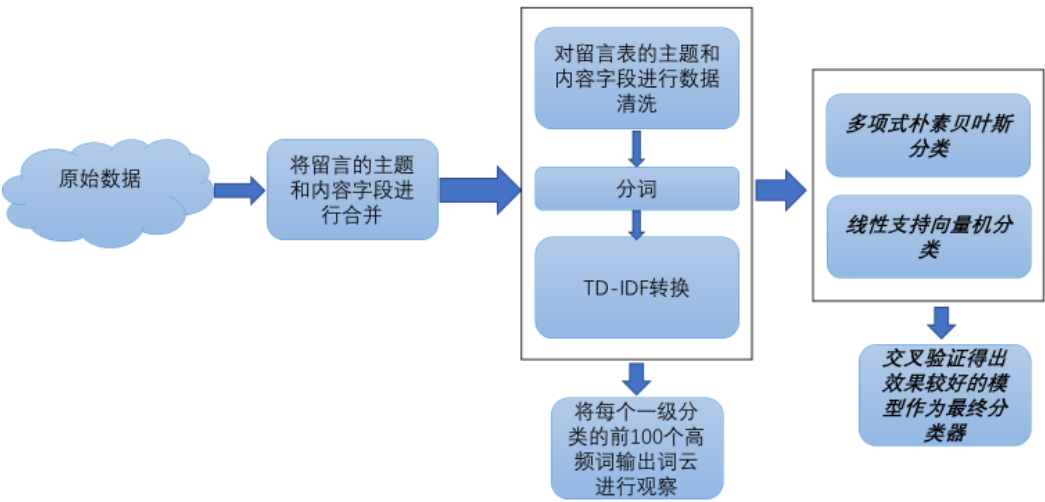 原始数据
将留言的主题
和内容字段进
行合并
对留言表的主题和
内容字段进行数据
清洗
分词
TD-IDF转换
将每个一级分
类的前100个高
频词输出词云
进行观察
多项式朴素贝叶斯
分类
线性支持向量机分
类
交叉验证得出
效果较好的模
型作为最终分
类器